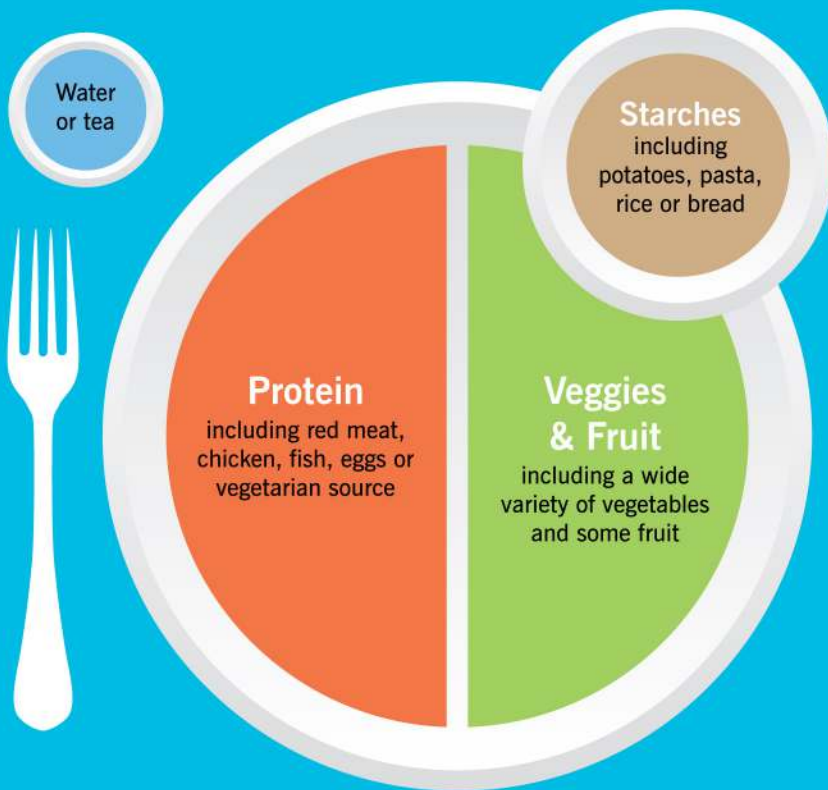 Water
or tea
Starches
including
potatoes, pasta,
rice or bread
Protein
including red meat,
chicken, fish, eggs or
vegetarian source
Veggies
& Fruit
including a wide
variety of vegetables
and some fruit